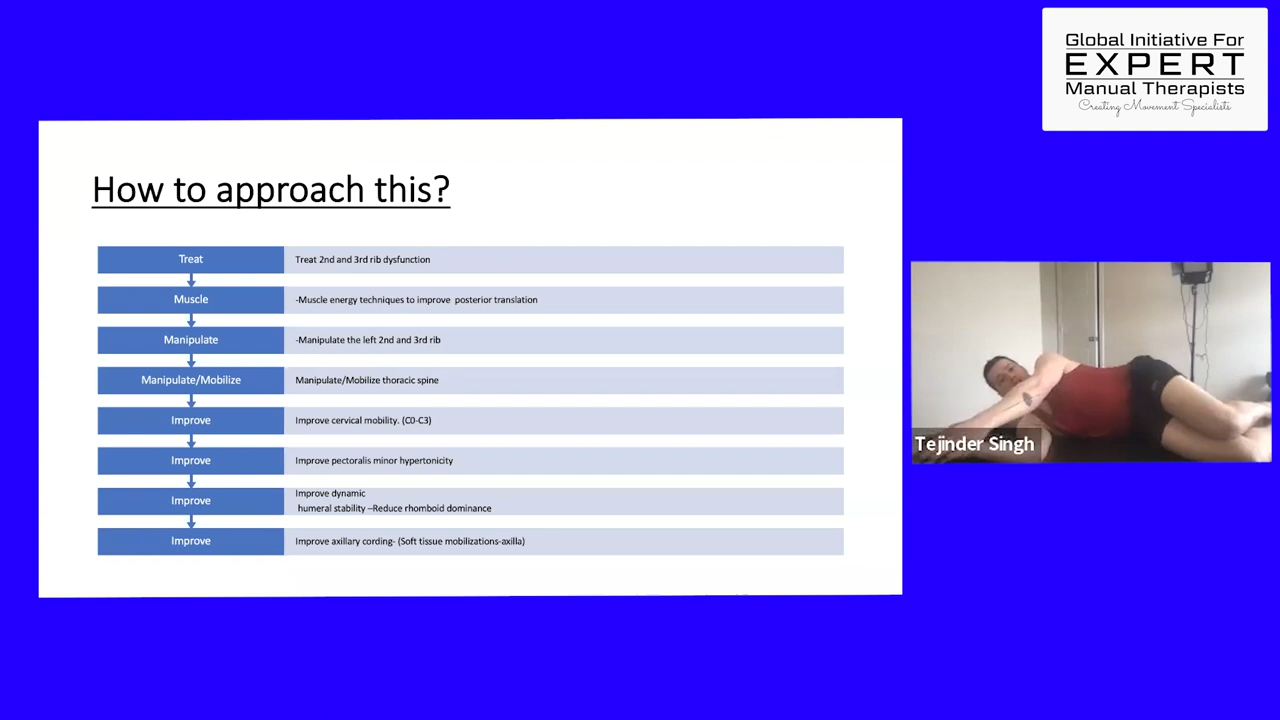 Global Initiative For
EXPERT
Manual Therapists
Creating Movement Specialists
How to approach this?
Treat
Treat 2nd and 3rd rib dysfunction
Muscle
-Muscle energy techniques to improve posterior translation
Manipulate
-Manipulate the left 2nd and 3rd rib
Manipulate/Mobilize
Manipulate/Mobilize thoracic spine
Improve
Improve cervical mobility. (C0-C3)
Improve
Improve pectoralis minor hypertonicity
Improve
Improve dynamic
humeral stability –Reduce rhomboid dominance
Improve
Improve axillary cording- (Soft tissue mobilizations-axilla)
Tejinder Singh